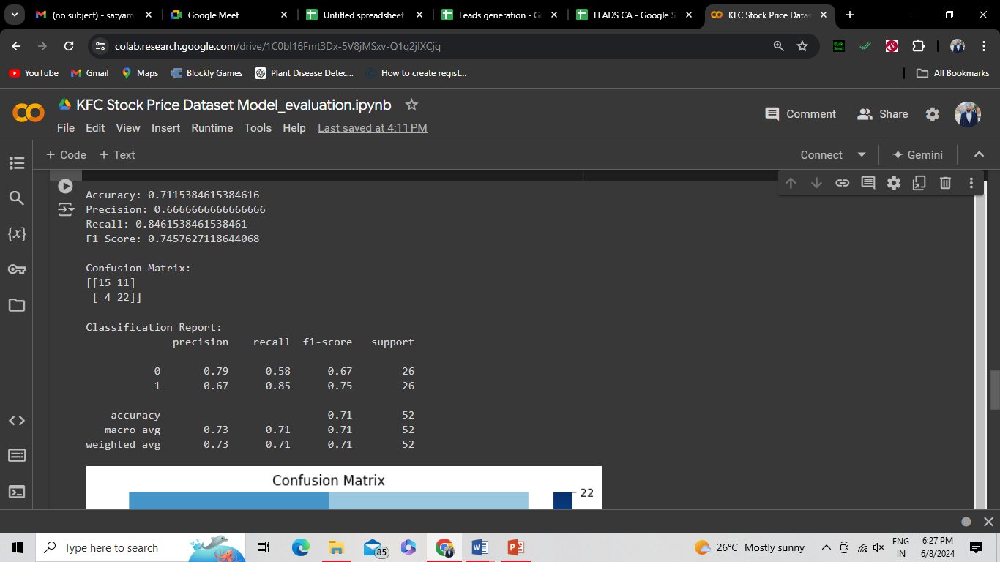 (no subject) - satyam
Google Meet
Untitled spreadsheet
Leads generation - G
LEADS CA - Google S
KFC Stock Price Datas
colab.research.google.com/drive/1C0bI16Fmt3Dx-5V8jMSxv-Q1q2jIXCjq
Bulk Send
YouTube
Gmail
Maps
Blockly Games
Plant Disease Detec...
How to create regist...
All Bookmarks
KFC Stock Price Dataset Model_evaluation.ipynb
Comment
Share
File Edit View Insert Runtime Tools Help Last saved at 4:11 PM
+ Code + Text
Connect
Gemini
Accuracy: 0.7115384615384616
Precision: 0.6666666666666666
Recall: 0.8461538461538461
F1 Score: 0.7457627118644068
Confusion Matrix:
[[15 11]
[ 4 22]]
Classification Report:
precision recall f1-score support
0 0.79 0.58 0.67 26
1 0.67 0.85 0.75 26
accuracy 0.71 52
macro avg 0.73 0.71 0.71 52
weighted avg 0.73 0.71 0.71 52
Confusion Matrix
22
{x}
Type here to search
85
26°C Mostly sunny
ENG
IN
6:27 PM
6/8/2024